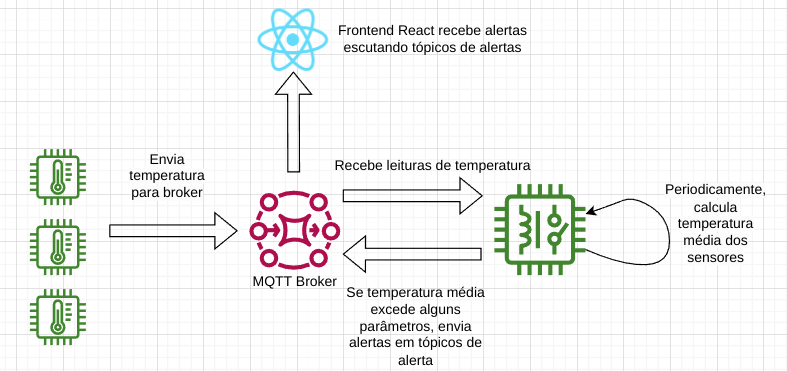 Frontend React recebe alertas
escutando tópicos de alertas
Envia
temperatura
para broker
Recebe leituras de temperatura
Periodicamente,
calcula
temperatura
média dos
sensores
MQTT Broker
Se temperatura média
excede alguns
parâmetros, envia
alertas em tópicos de
alerta